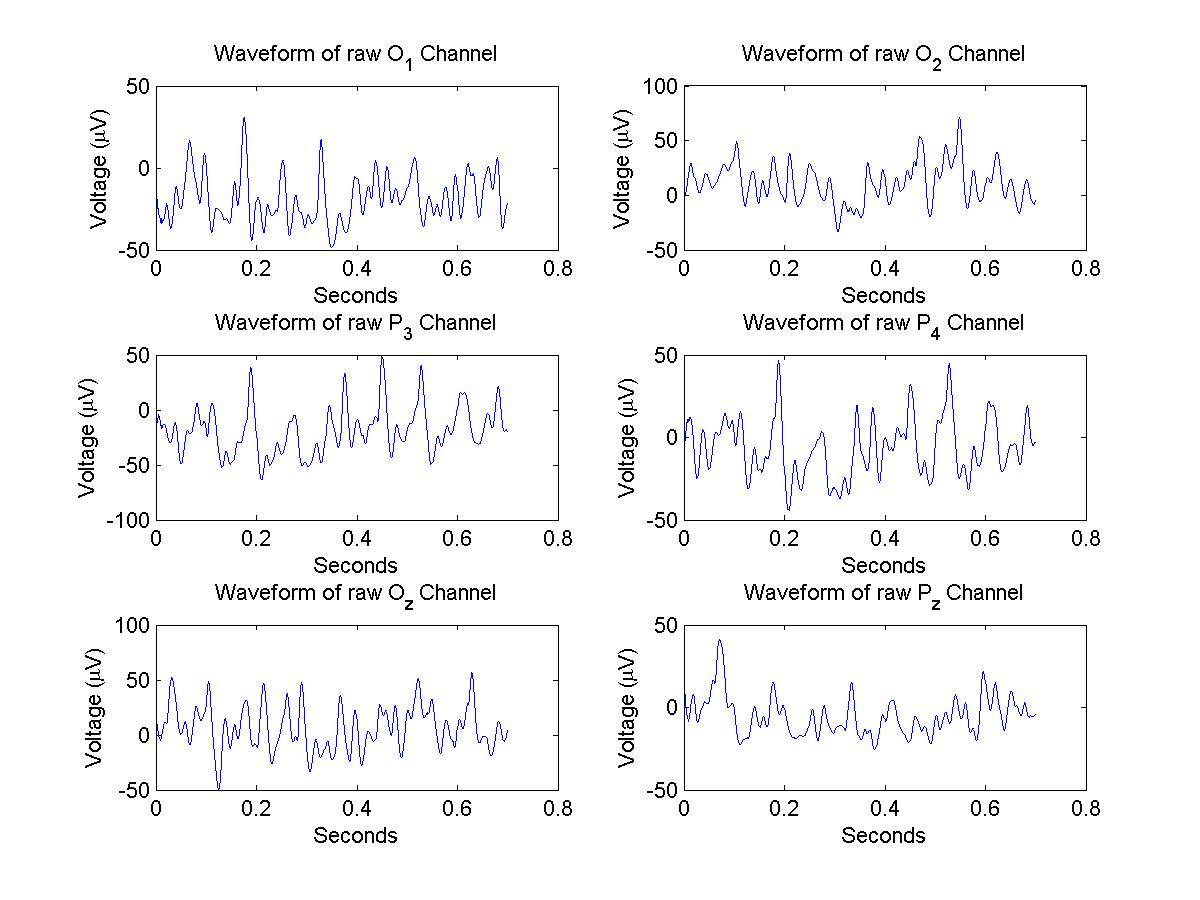 Waveform of raw O1 Channel
Voltage (μV)
50
0
-50
0 0.2 0.4 0.6 0.8
Seconds
Waveform of raw O2 Channel
Voltage (μV)
100
50
0
-50
0 0.2 0.4 0.6 0.8
Seconds
Waveform of raw P3 Channel
Voltage (μV)
50
0
-50
-100
0 0.2 0.4 0.6 0.8
Seconds
Waveform of raw P4 Channel
Voltage (μV)
50
0
-50
0 0.2 0.4 0.6 0.8
Seconds
Waveform of raw Oz Channel
Voltage (μV)
100
50
0
-50
0 0.2 0.4 0.6 0.8
Seconds
Waveform of raw Pz Channel
Voltage (μV)
50
0
-50
0 0.2 0.4 0.6 0.8
Seconds